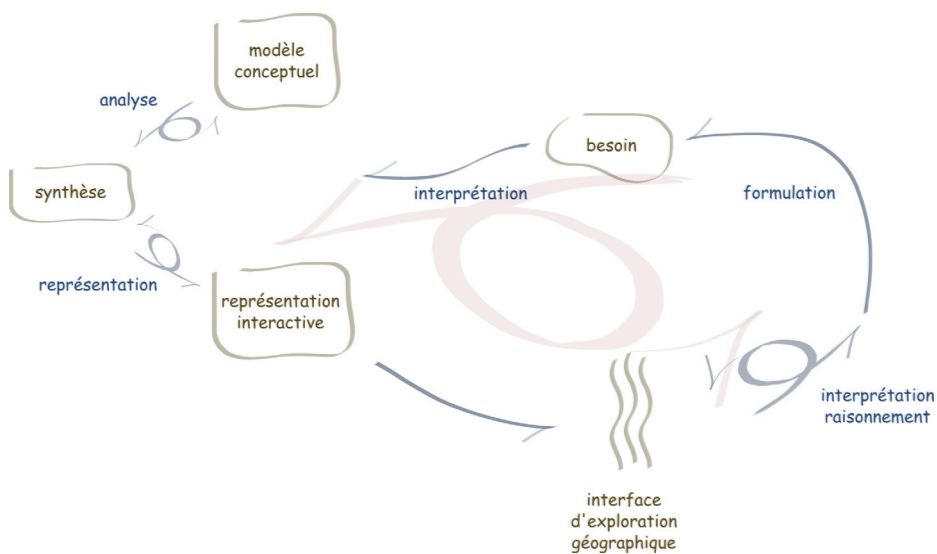 modèle
conceptuel
analyse
besoin
synthèse
interprétation
formulation
représentation
représentation
interactive
interprétation
raisonnement
interface
d'exploration
géographique